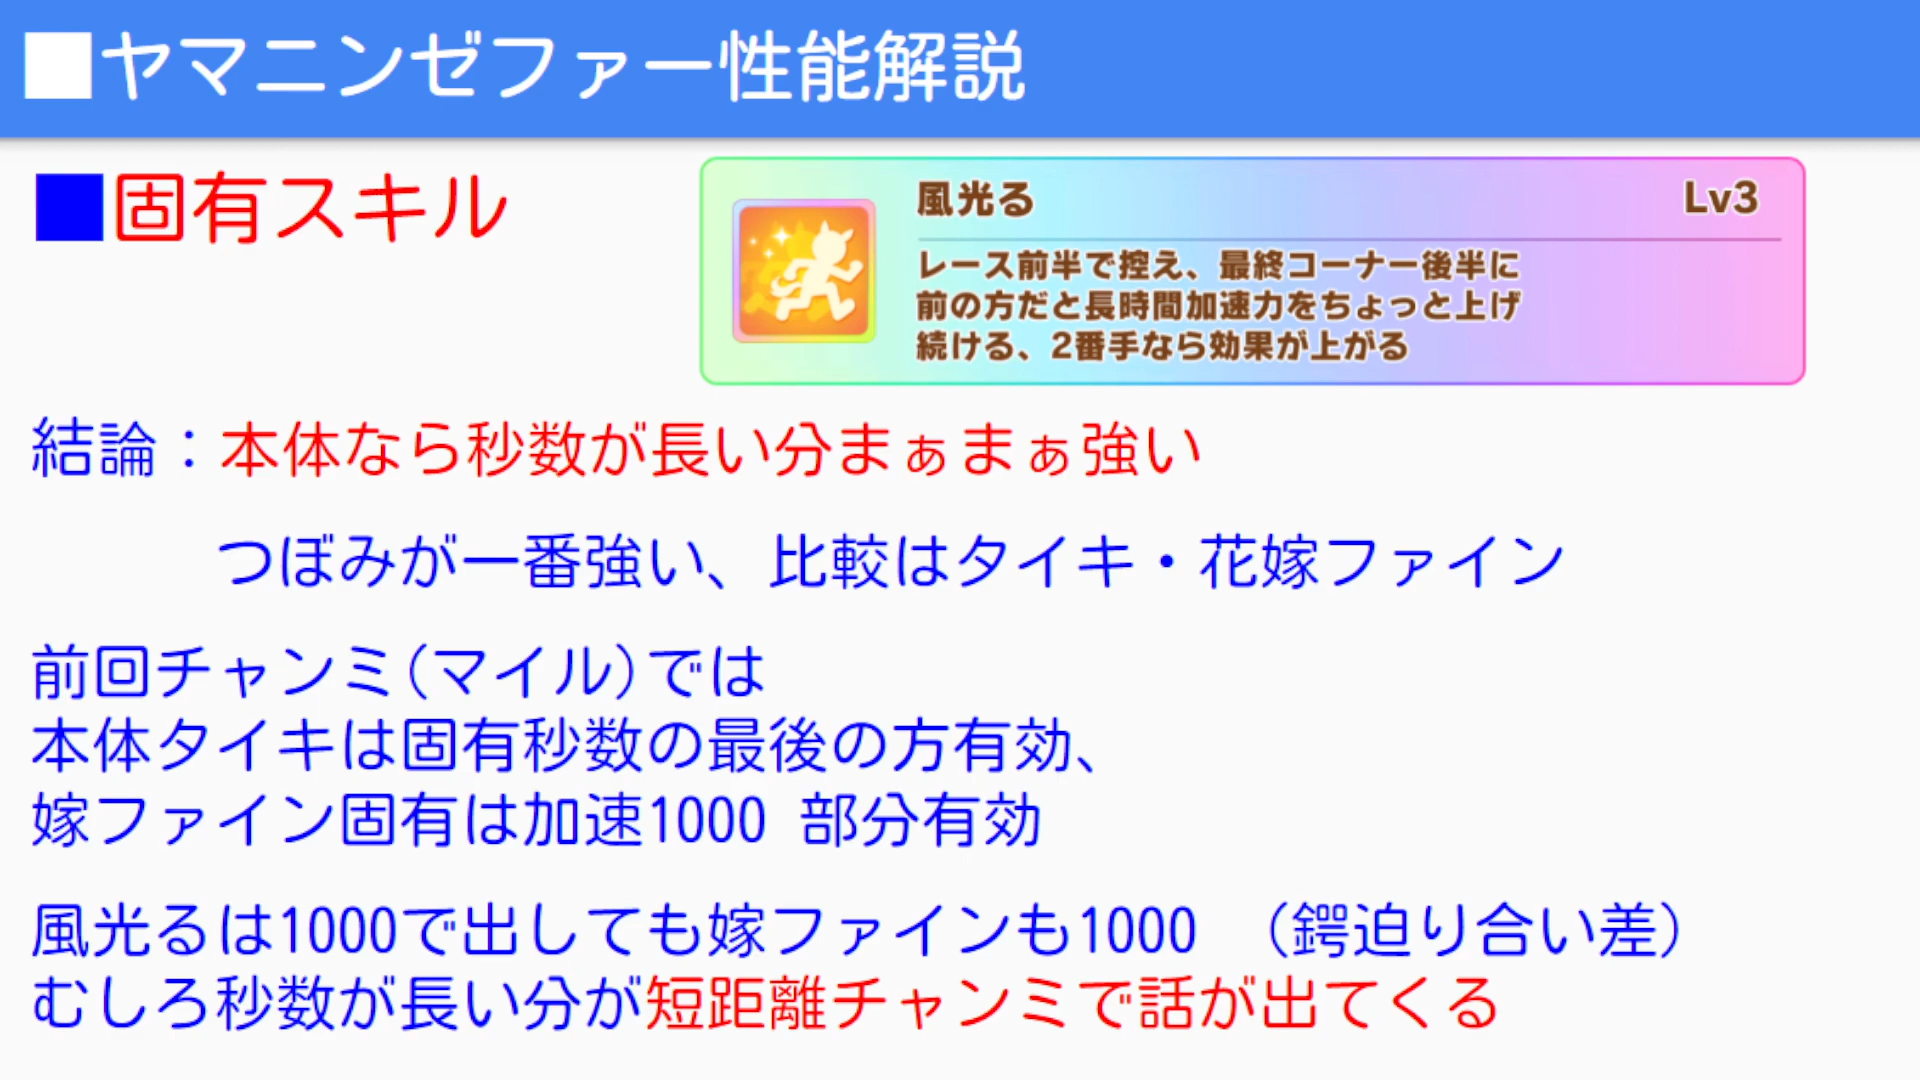 ■ヤマニンゼファー性能解説
■固有スキル
風光る Lv3
レース前半で控え、最終コーナー後半に
前の方だと長時間加速力をちょっと上げ
続ける、2番手なら効果が上がる
結論：本体なら秒数が長い分まぁまぁ強い
つぼみが一番強い、比較はタイキ・花嫁ファイン
前回チャンミ(マイル)では
本体タイキは固有秒数の最後の方有効、
嫁ファイン固有は加速1000 部分有効
風光るは1000で出しても嫁ファインも1000 （鍔迫り合い差）
むしろ秒数が長い分が短距離チャンミで話が出てくる